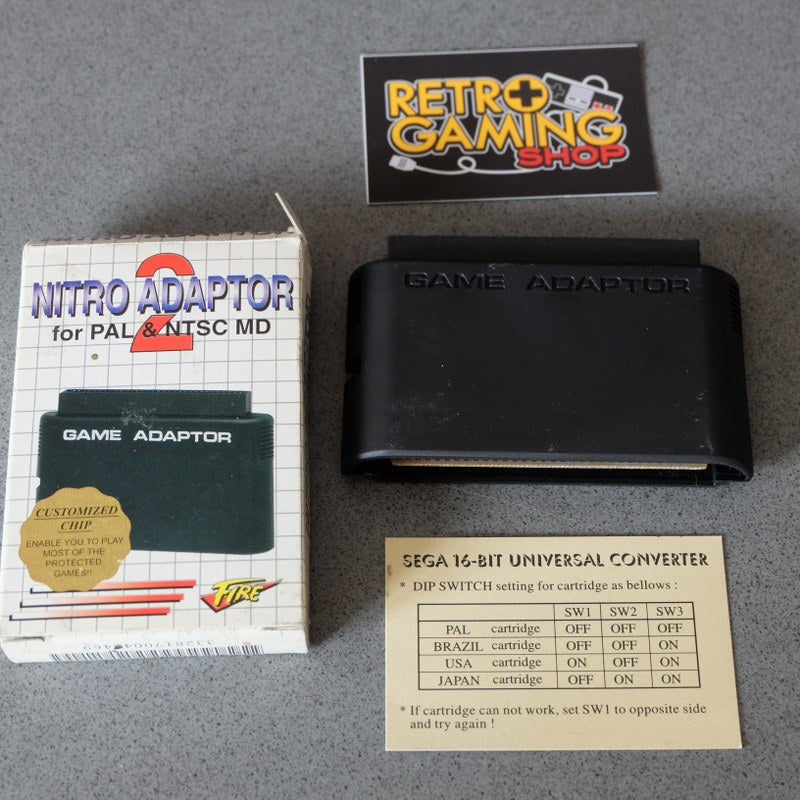 RETRO
GAMING
SHOP
2
NITRO ADAPTOR
for PAL & NTSC MD
GAME ADAPTOR
CUSTOMIZED
CHIP
ENABLE YOU TO PLAY
MOST OF THE
PROTECTED
GAMES!!
FIRE
GAME ADAPTOR
SEGA 16-BIT UNIVERSAL CONVERTER
* DIP SWITCH setting for cartridge as bellows :
SW1 SW2 SW3
PAL cartridge OFF OFF OFF
BRAZIL cartridge OFF OFF ON
USA cartridge ON OFF ON
JAPAN cartridge OFF ON ON
* If cartridge can not work, set SW1 to opposite side
and try again !